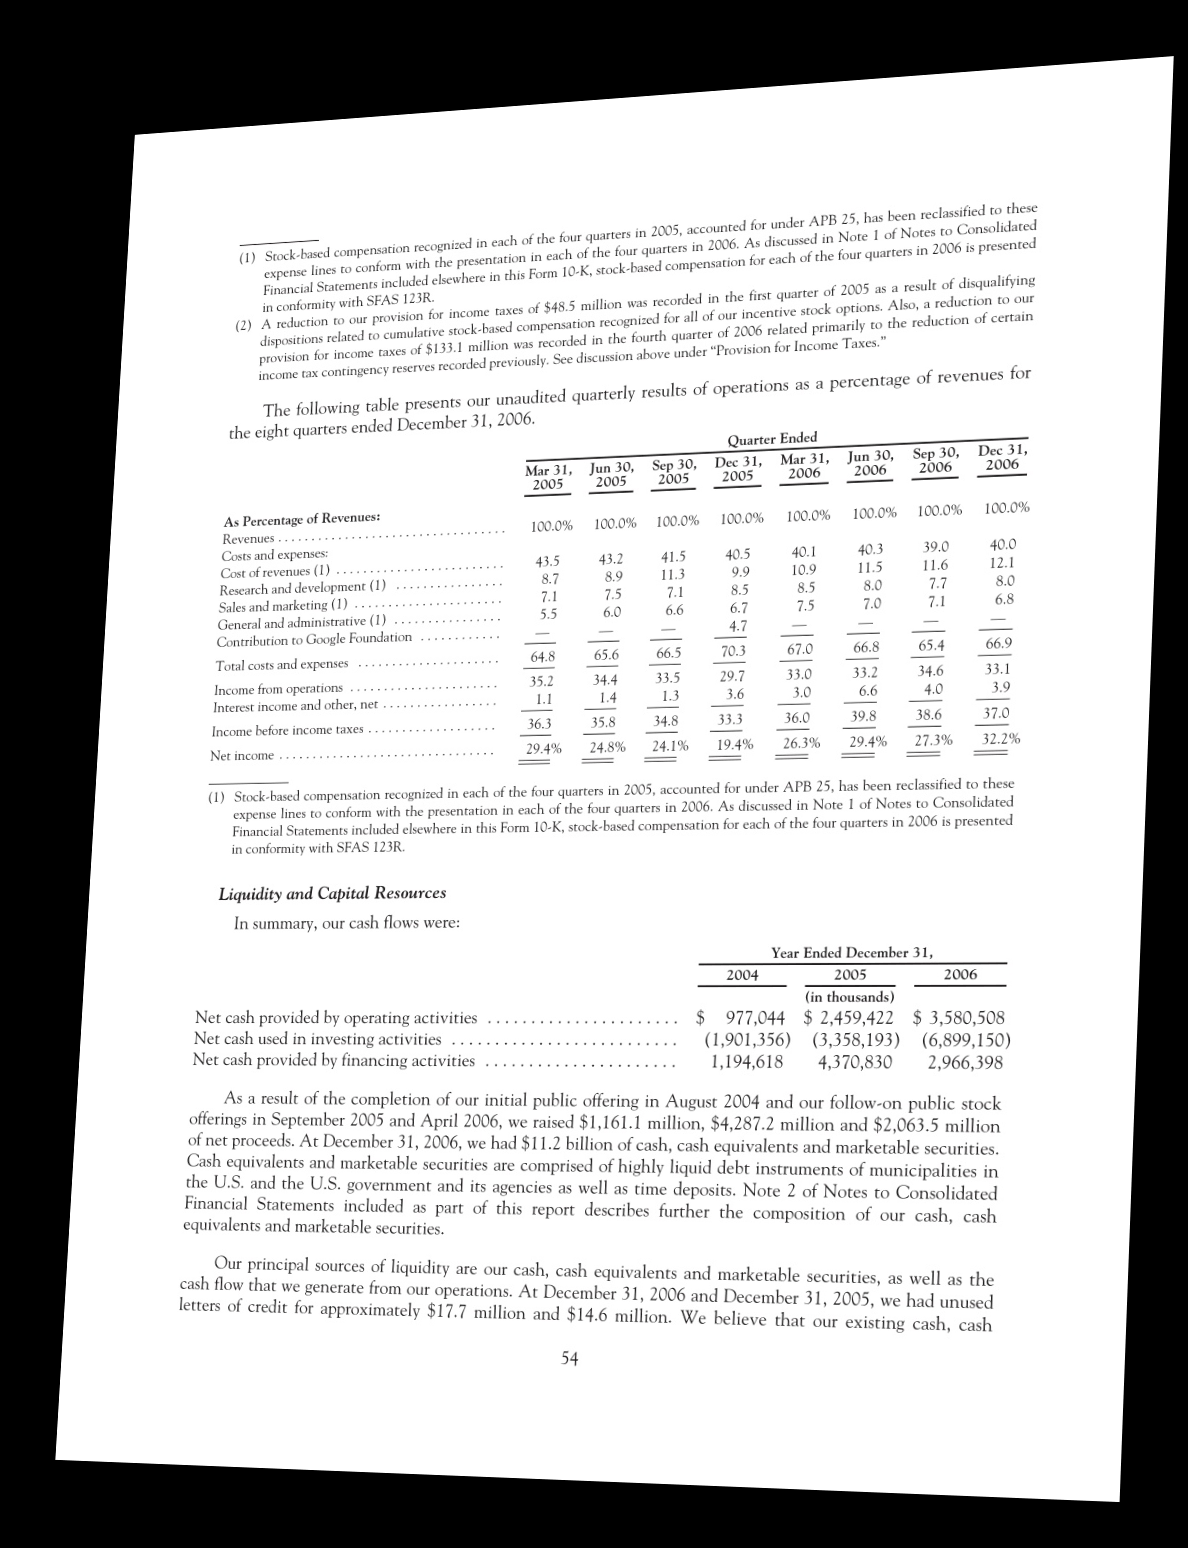 (1) Stock-based compensation recognized in each of the four quarters in 2005, accounted for under APB 25, has been reclassified to these
expense lines to conform with the presentation in each of the four quarters in 2006. As discussed in Note 1 of Notes to Consolidated
Financial Statements included elsewhere in this Form 10-K, stock-based compensation for each of the four quarters in 2006 is presented
in conformity with SFAS 123R.
(2) A reduction to our provision for income taxes of $48.5 million was recorded in the first quarter of 2005 as a result of disqualifying
dispositions related to cumulative stock-based compensation recognized for all of our incentive stock options. Also, a reduction to our
provision for income taxes of $133.1 million was recorded in the fourth quarter of 2006 related primarily to the reduction of certain
income tax contingency reserves recorded previously. See discussion above under “Provision for Income Taxes.”
The following table presents our unaudited quarterly results of operations as a percentage of revenues for
the eight quarters ended December 31, 2006.
Quarter Ended
Mar 31, Jun 30, Sep 30, Dec 31, Mar 31, Jun 30, Sep 30, Dec 31,
2005 2005 2005 2005 2006 2006 2006 2006
As Percentage of Revenues:
Revenues . . . . . . . . . . 100.0% 100.0% 100.0% 100.0% 100.0% 100.0% 100.0% 100.0%
Costs and expenses:
Cost of revenues (1) . . . . . . . . . . 43.5 43.2 41.5 40.5 40.1 40.3 39.0 40.0
Research and development (1) . . . . . . . . . . 8.7 8.9 11.3 9.9 10.9 11.5 11.6 12.1
Sales and marketing (1) . . . . . . . . . . 7.1 7.5 7.1 8.5 8.5 8.0 7.7 8.0
General and administrative (1) . . . . . . . . . . 5.5 6.0 6.6 6.7 7.5 7.0 7.1 6.8
Contribution to Google Foundation . . . . . . . . . . — — — 4.7 — — — —
Total costs and expenses . . . . . . . . . . 64.8 65.6 66.5 70.3 67.0 66.8 65.4 66.9
Income from operations . . . . . . . . . . 35.2 34.4 33.5 29.7 33.0 33.2 34.6 33.1
Interest income and other, net . . . . . . . . . . 1.1 1.4 1.3 3.6 3.0 6.6 4.0 3.9
Income before income taxes . . . . . . . . . . 36.3 35.8 34.8 33.3 36.0 39.8 38.6 37.0
Net income . . . . . . . . . . 29.4% 24.8% 24.1% 19.4% 26.3% 29.4% 27.3% 32.2%
(1) Stock-based compensation recognized in each of the four quarters in 2005, accounted for under APB 25, has been reclassified to these
expense lines to conform with the presentation in each of the four quarters in 2006. As discussed in Note 1 of Notes to Consolidated
Financial Statements included elsewhere in this Form 10-K, stock-based compensation for each of the four quarters in 2006 is presented
in conformity with SFAS 123R.
Liquidity and Capital Resources
In summary, our cash flows were:
Year Ended December 31,
2004 2005 2006
(in thousands)
Net cash provided by operating activities . . . . . . . . . . $ 977,044 $ 2,459,422 $ 3,580,508
Net cash used in investing activities . . . . . . . . . . (1,901,356) (3,358,193) (6,899,150)
Net cash provided by financing activities . . . . . . . . . . 1,194,618 4,370,830 2,966,398
As a result of the completion of our initial public offering in August 2004 and our follow-on public stock
offerings in September 2005 and April 2006, we raised $1,161.1 million, $4,287.2 million and $2,063.5 million
of net proceeds. At December 31, 2006, we had $11.2 billion of cash, cash equivalents and marketable securities.
Cash equivalents and marketable securities are comprised of highly liquid debt instruments of municipalities in
the U.S. and the U.S. government and its agencies as well as time deposits. Note 2 of Notes to Consolidated
Financial Statements included as part of this report describes further the composition of our cash, cash
equivalents and marketable securities.
Our principal sources of liquidity are our cash, cash equivalents and marketable securities, as well as the
cash flow that we generate from our operations. At December 31, 2006 and December 31, 2005, we had unused
letters of credit for approximately $17.7 million and $14.6 million. We believe that our existing cash, cash
54